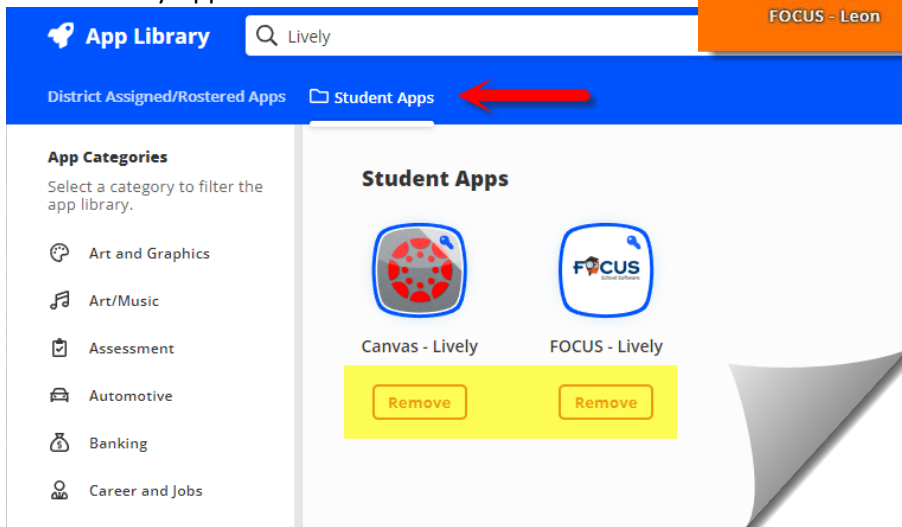 FOCUS - Leon
App Library
Lively
District Assigned/Rostered Apps
Student Apps
App Categories
Select a category to filter the
app library.
Art and Graphics
Art/Music
Assessment
Automotive
Banking
Career and Jobs
Student Apps
FOCUS
School Software
Canvas - Lively
FOCUS - Lively
Remove
Remove